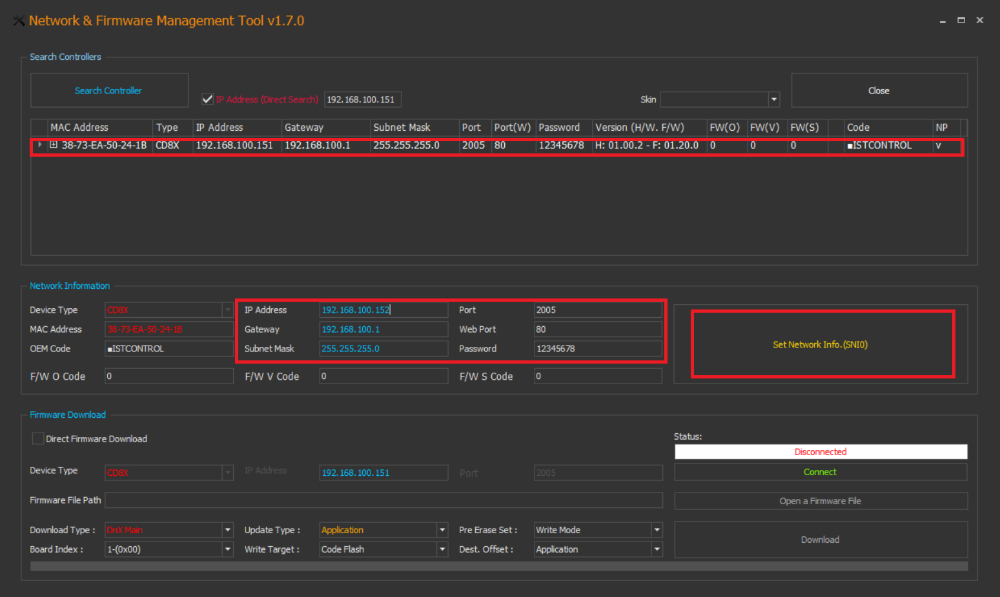 Network & Firmware Management Tool v1.7.0
Search Controllers
Search Controller
IP Address (Direct Search) 192.168.100.151
Skin
Close
MAC Address Type IP Address Gateway Subnet Mask Port Port(W) Password Version (H/W. F/W) FW(O) FW(V) FW(S) Code NP
38-73-EA-50-24-1B CD8X 192.168.100.151 192.168.100.1 255.255.255.0 2005 80 12345678 H: 01.00.2 - F: 01.20.0 0 0 0 ■ISTCONTROL v
Network Information
Device Type CD8X IP Address 192.168.100.152 Port 2005
MAC Address 38-73-EA-50-24-1B Gateway 192.168.100.1 Web Port 80
OEM Code ■ISTCONTROL Subnet Mask 255.255.255.0 Password 12345678
Set Network Info.(SNI0)
F/W O Code 0 F/W V Code 0 F/W S Code 0
Firmware Download
Direct Firmware Download
Status:
Disconnected
Device Type CD8X IP Address 192.168.100.151 Port 2005
Connect
Firmware File Path
Open a Firmware File
Download Type : DnX Main Update Type : Application Pre Erase Set : Write Mode
Board Index : 1-(0x00) Write Target : Code Flash Dest. Offset : Application
Download